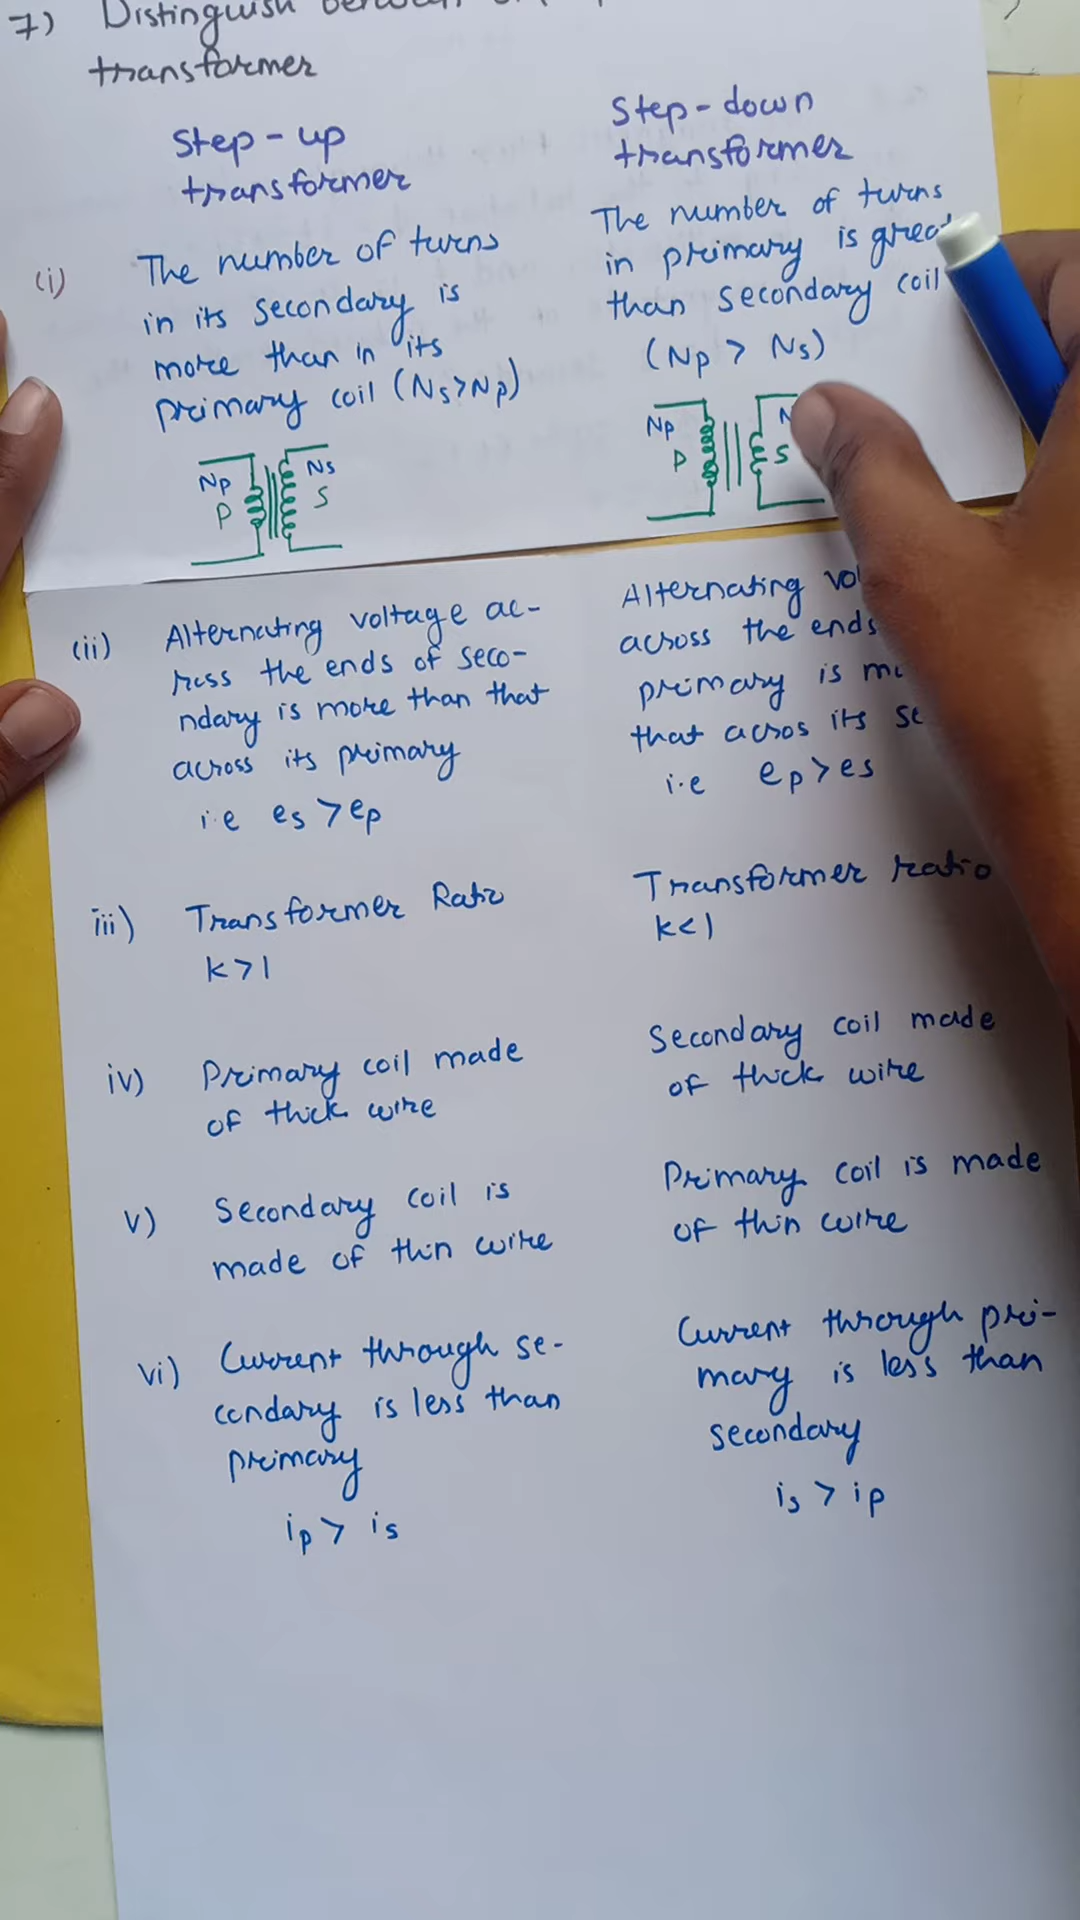 7) Distinguish between
transformer
Step-up
transformer
(i) The number of turns
in its secondary is
more than in its
primary coil (Ns>Np)
Np
P
Ns
S
(ii) Alternating voltage ac-
ross the ends of seco-
ndary is more than that
across its primary
i.e es > ep
iii) Transformer Ratio
k>1
iv) Primary coil made
of thick wire
v) Secondary coil is
made of thin wire
vi) Current through se-
condary is less than
primary
ip > is
Step-down
transformer
The number of turns
in primary is
than secondary coil
(Np > Ns)
Np
P
N
S
Alternating
across the ends
primary is
that acros its
i.e ep>es
Transformer ratio
k<1
Secondary coil made
of thick wire
Primary coil is made
of thin wire
Current through pri-
mary is less than
secondary
is > ip